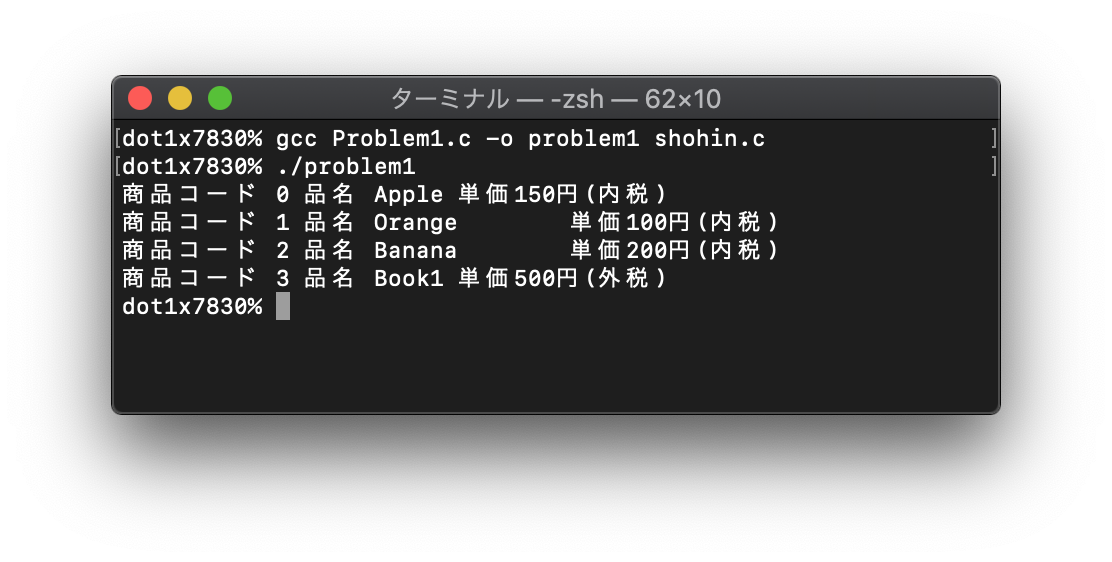 ターミナル — -zsh — 62×10
[dot1x7830% gcc Problem1.c -o problem1 shohin.c ]
[dot1x7830% ./problem1 ]
商品コード 0 品名 Apple 単価150円(内税)
商品コード 1 品名 Orange        単価100円(内税)
商品コード 2 品名 Banana        単価200円(内税)
商品コード 3 品名 Book1 単価500円(外税)
dot1x7830%